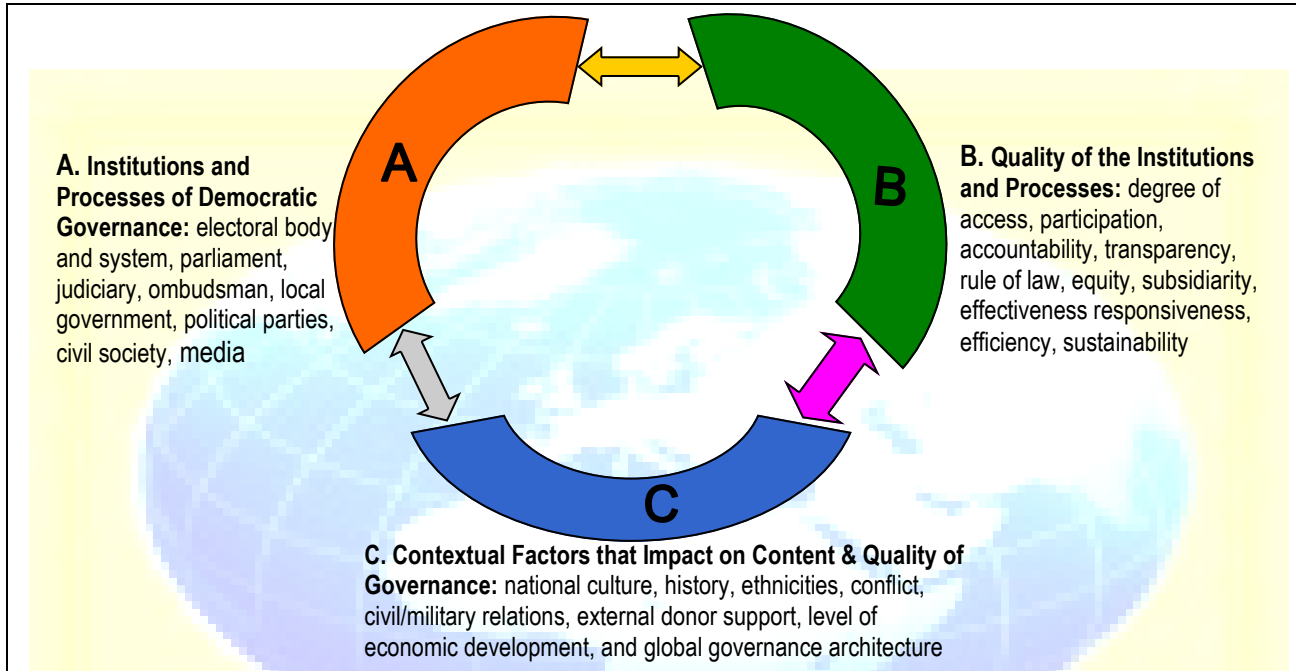 A
B
A. Institutions and
Processes of Democratic
Governance: electoral body
and system, parliament,
judiciary, ombudsman, local
government, political parties,
civil society, media
B. Quality of the Institutions
and Processes: degree of
access, participation,
accountability, transparency,
rule of law, equity, subsidiarity,
effectiveness responsiveness,
efficiency, sustainability
C
C. Contextual Factors that Impact on Content & Quality of
Governance: national culture, history, ethnicities, conflict,
civil/military relations, external donor support, level of
economic development, and global governance architecture